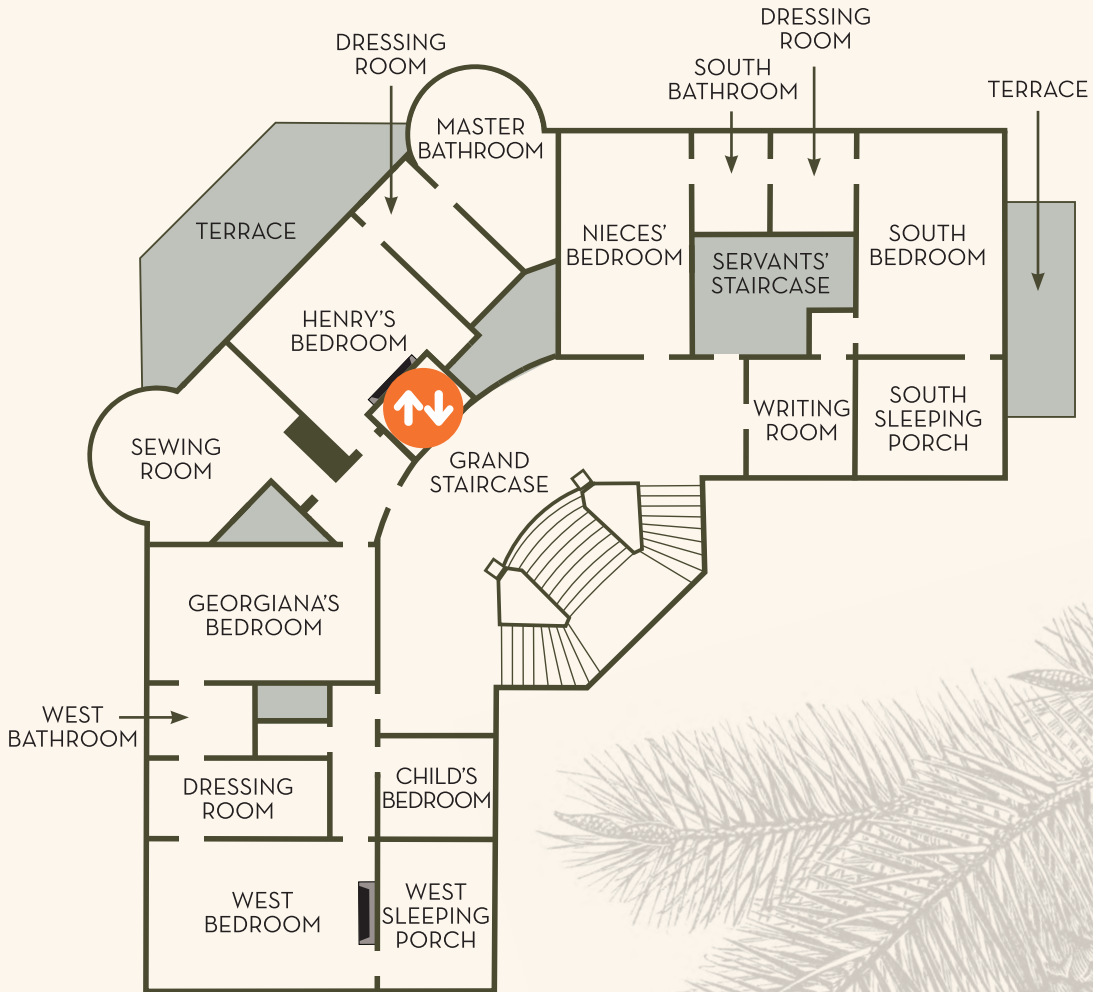 DRESSING
ROOM
DRESSING
ROOM
SOUTH
BATHROOM
TERRACE
MASTER
BATHROOM
TERRACE
NIECES’
BEDROOM
SERVANTS’
STAIRCASE
SOUTH
BEDROOM
HENRY’S
BEDROOM
WRITING
ROOM
SOUTH
SLEEPING
PORCH
SEWING
ROOM
GRAND
STAIRCASE
GEORGIANA’S
BEDROOM
WEST
BATHROOM
DRESSING
ROOM
CHILD’S
BEDROOM
WEST
BEDROOM
WEST
SLEEPING
PORCH